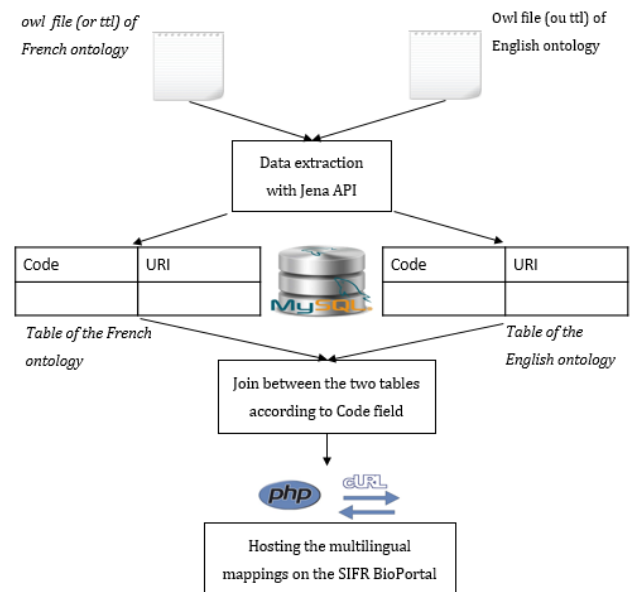 owl  file (or ttl) of
French ontology
Owl file (ou ttl) of
English ontology
Data extraction
with Jena API
Code
URI
MySQL
Code
URI
Table of the French
ontology
Table of the
English ontology
Join between the two tables
according to Code field
php
cURL
Hosting the multilingual
mappings on the SIFR BioPortal